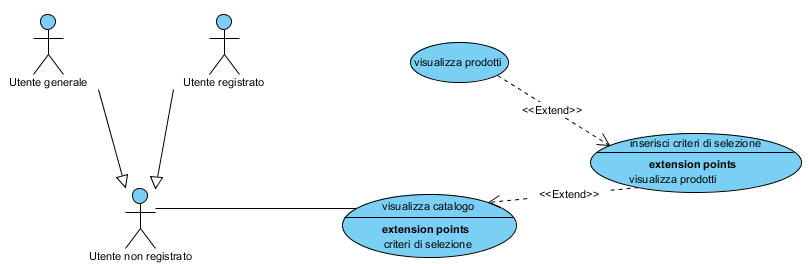 Utente generale
Utente registrato
visualizza prodotti
<<Extend>>
inserisci criteri di selezione
extension points
visualizza prodotti
<<Extend>>
visualizza catalogo
extension points
criteri di selezione
Utente non registrato